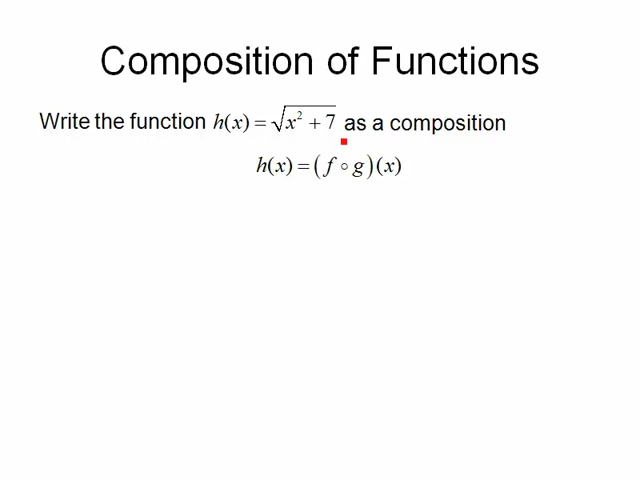 Composition of Functions
Write the function h(x) = √(x² + 7) as a composition
h(x) = (f ∘ g)(x)